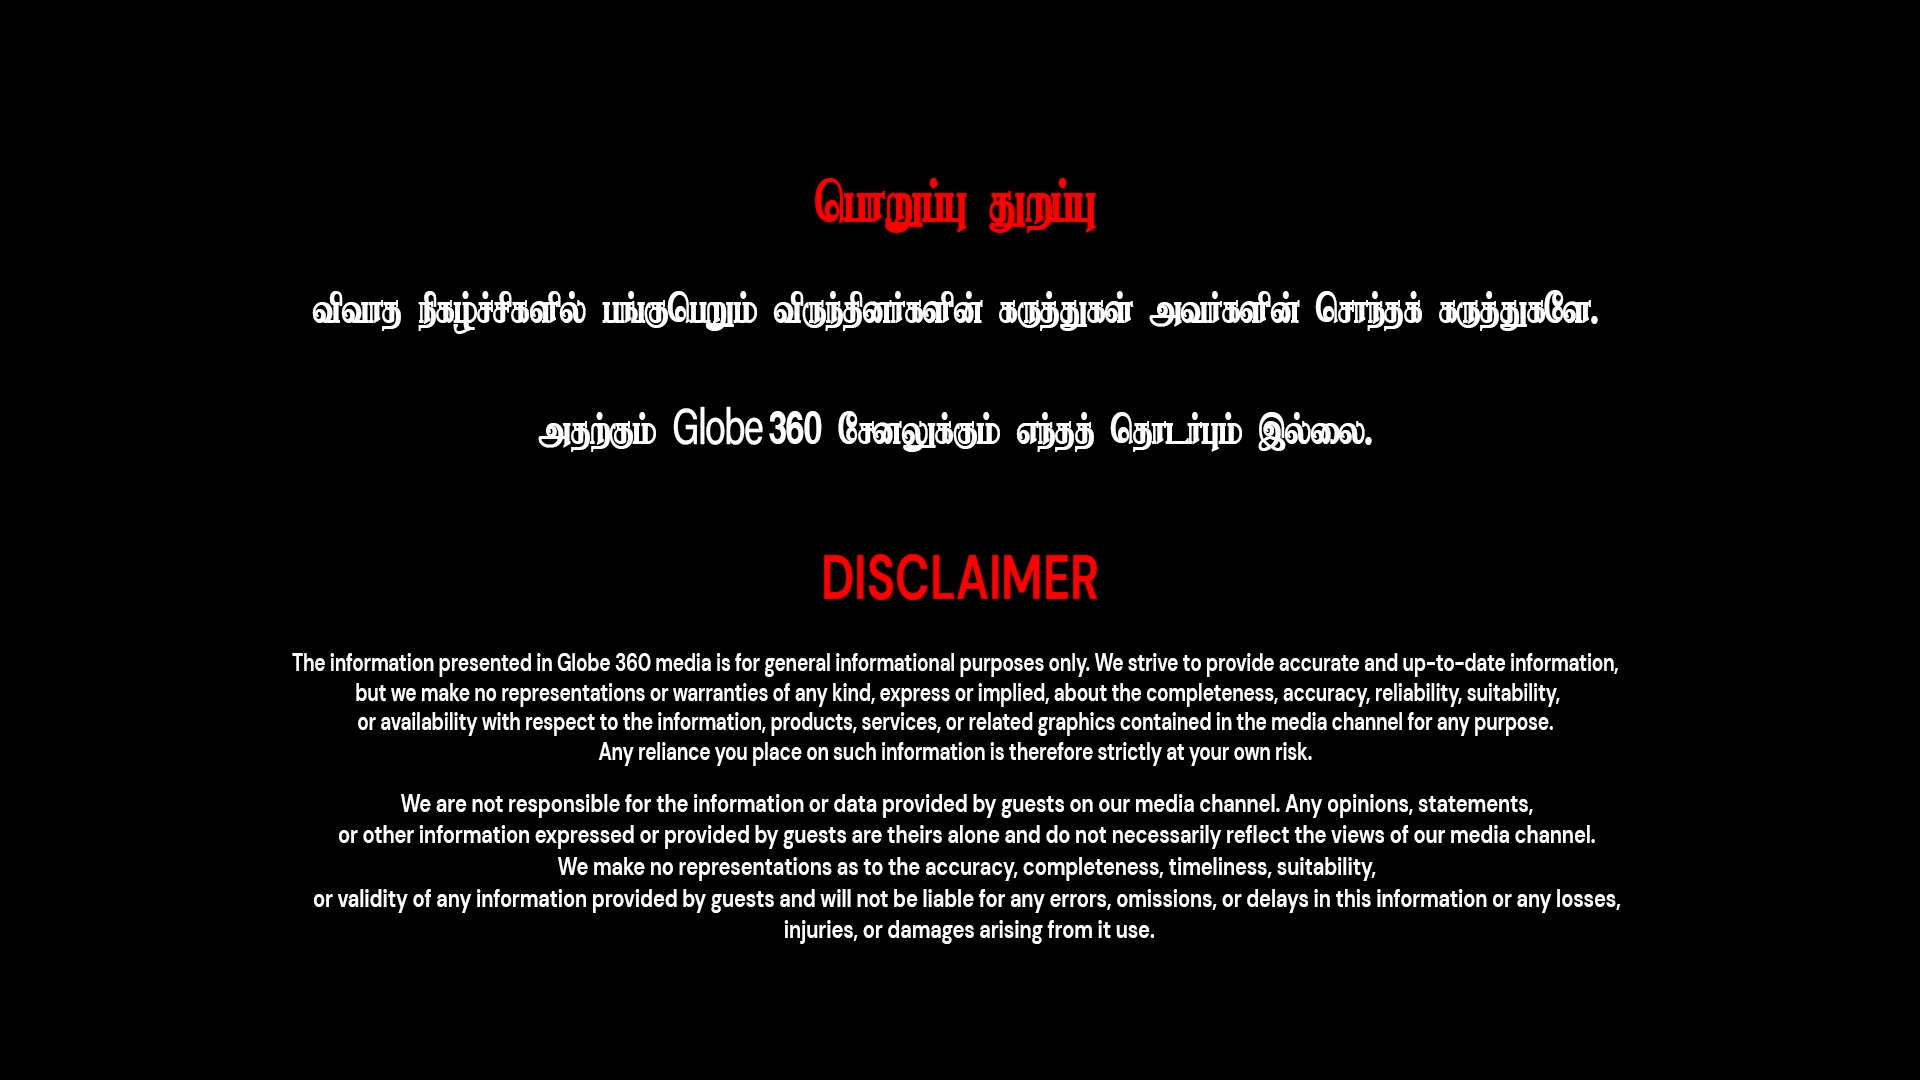 பொறுப்பு துறப்பு
விவாத நிகழ்ச்சிகளில் பங்குபெறும் விருந்தினர்களின் கருத்துகள் அவர்களின் சொந்தக் கருத்துகளே.
அதற்கும் Globe 360 சேனலுக்கும் எந்தத் தொடர்பும் இல்லை.
DISCLAIMER
The information presented in Globe 360 media is for general informational purposes only. We strive to provide accurate and up-to-date information,
but we make no representations or warranties of any kind, express or implied, about the completeness, accuracy, reliability, suitability,
or availability with respect to the information, products, services, or related graphics contained in the media channel for any purpose.
Any reliance you place on such information is therefore strictly at your own risk.
We are not responsible for the information or data provided by guests on our media channel. Any opinions, statements,
or other information expressed or provided by guests are theirs alone and do not necessarily reflect the views of our media channel.
We make no representations as to the accuracy, completeness, timeliness, suitability,
or validity of any information provided by guests and will not be liable for any errors, omissions, or delays in this information or any losses,
injuries, or damages arising from it use.